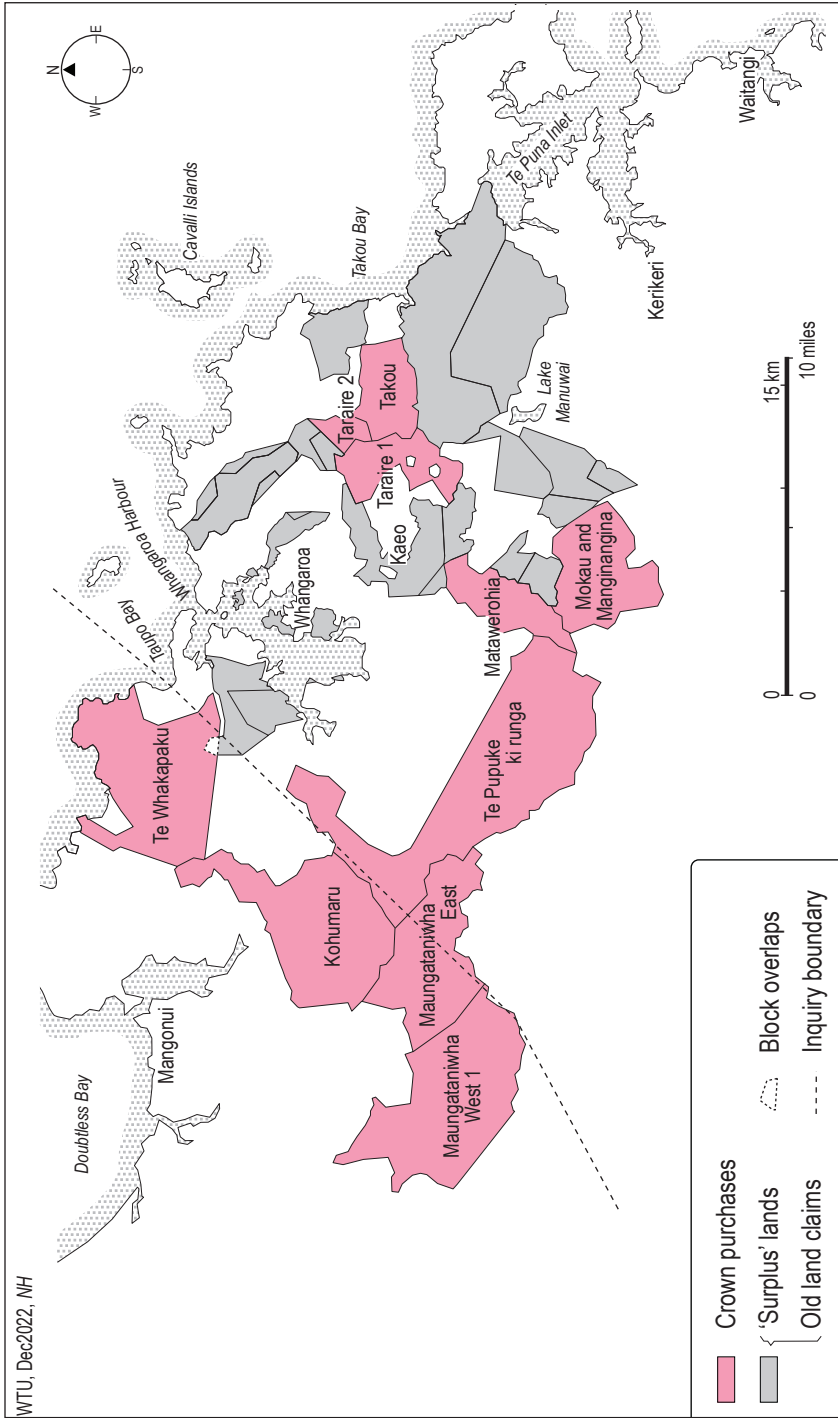 WTU, Dec2022, NH
N
E
S
W
Doubtless Bay
Mangonui
Taupo Bay
Whangaroa Harbour
Cavalli Islands
Takou Bay
Te Puna Inlet
Waitangi
Kerikeri
Lake
Manuwai
Te Whakapaku
Kohumaru
Maungataniwha
West 1
Maungataniwha
East
Te Pupuke
ki runga
Whangaroa
Kaeo
Matawerohia
Mokau and
Manginangina
Taraire 1
Taraire 2
Takou
0
15 km
0
10 miles
Crown purchases
'Surplus' lands
Old land claims
Block overlaps
Inquiry boundary